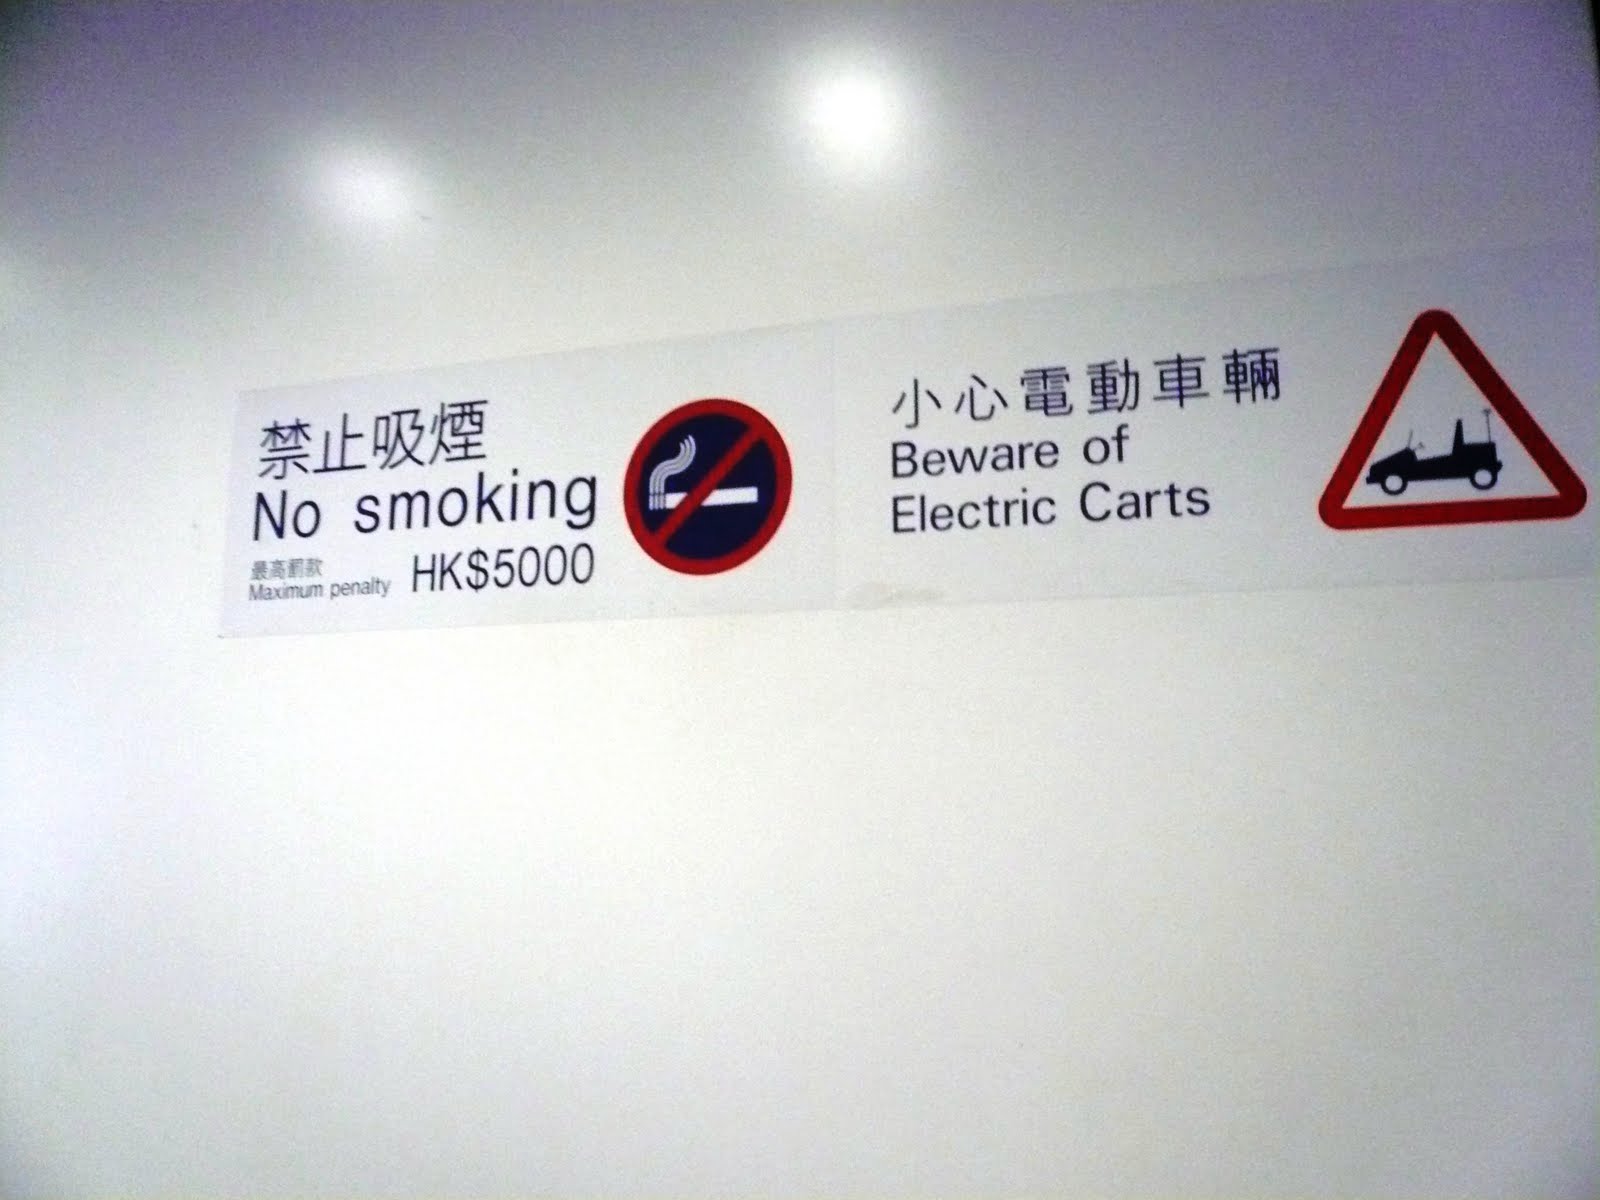 禁止吸煙
No smoking
最高罰款
Maximum penalty HK$5000
小心電動車輛
Beware of
Electric Carts